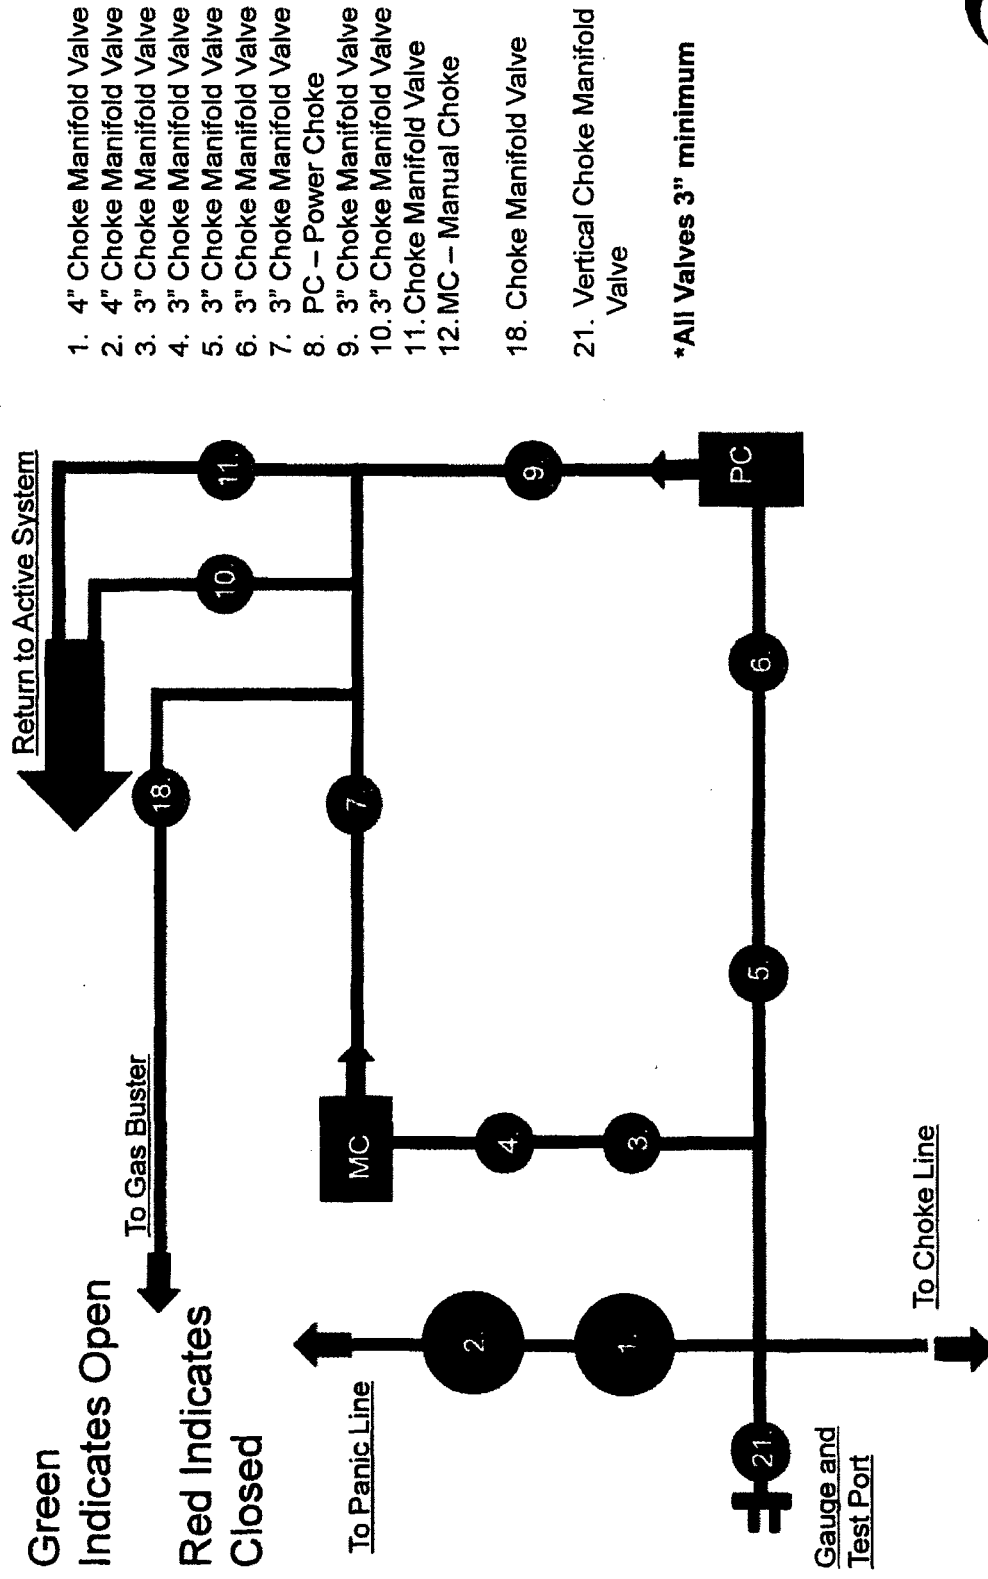 Green
Indicates Open
Red Indicates
Closed
To Gas Buster
Return to Active System
To Panic Line
To Choke Line
Gauge and
Test Port
18.
10.
11.
7.
9.
MC
PC
4.
3.
5.
6.
2.
1.
21.
1. 4" Choke Manifold Valve
2. 4" Choke Manifold Valve
3. 3" Choke Manifold Valve
4. 3" Choke Manifold Valve
5. 3" Choke Manifold Valve
6. 3" Choke Manifold Valve
7. 3" Choke Manifold Valve
8. PC – Power Choke
9. 3" Choke Manifold Valve
10. 3" Choke Manifold Valve
11. Choke Manifold Valve
12. MC – Manual Choke
18. Choke Manifold Valve
21. Vertical Choke Manifold
Valve
*All Valves 3" minimum